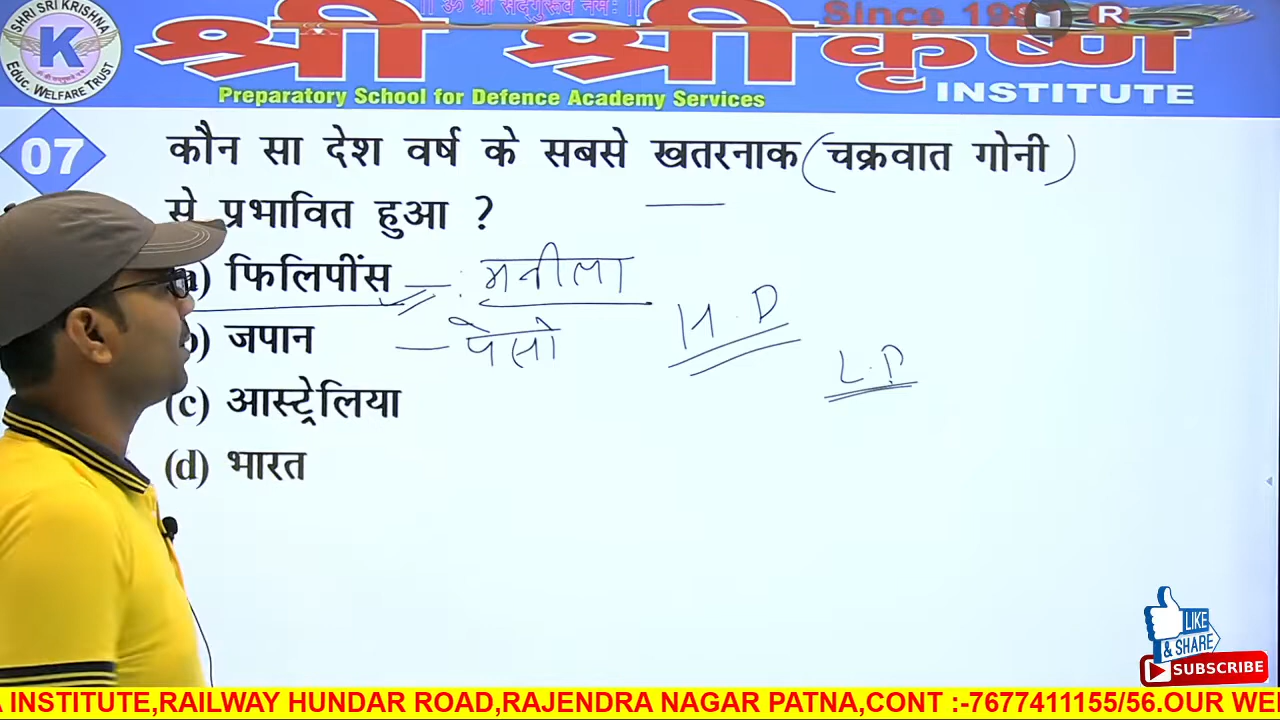 || ॐ श्री सद्गुरूवे नमः ||
SHRI SRI KRISHNA
K
Educ. WELFARE TRUST
श्री श्रीकृष्ण
R
Preparatory School for Defence Academy Services
INSTITUTE
07
कौन सा देश वर्ष के सबसे खतरनाक (चक्रवात गोनी)
से प्रभावित हुआ ?
a) फिलिपींस - : मनीला
b) जपान - पेसो
H.D
L.P
(c) आस्ट्रेलिया
(d) भारत
LIKE
& SHARE
SUBSCRIBE
A INSTITUTE,RAILWAY HUNDAR ROAD,RAJENDRA NAGAR PATNA,CONT :-7677411155/56.OUR WE